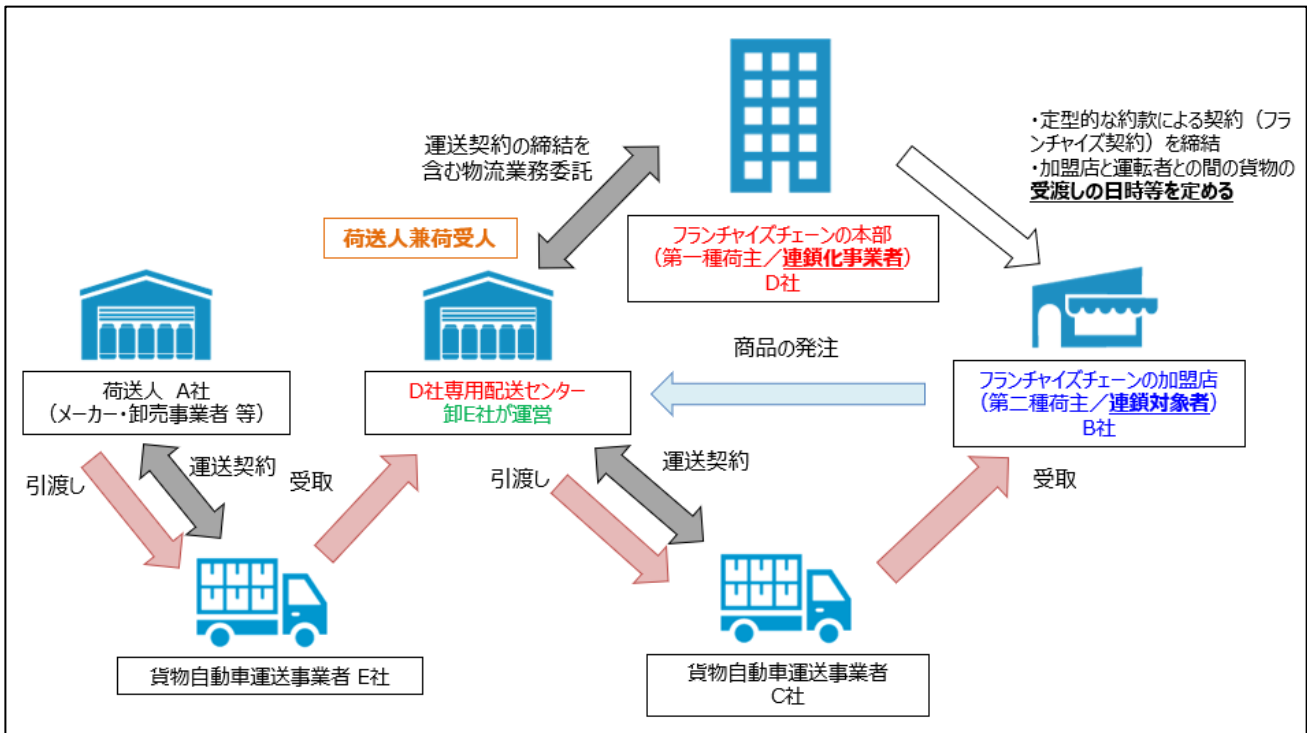 運送契約の締結を
含む物流業務委託
・定型的な約款による契約（フラ
ンチャイズ契約）を締結
・加盟店と運転者との間の貨物の
受渡しの日時等を定める
荷送人兼荷受人
フランチャイズチェーンの本部
（第一種荷主／連鎖化事業者）
D社
商品の発注
荷送人 A社
（メーカー・卸売事業者 等）
D社専用配送センター
卸E社が運営
フランチャイズチェーンの加盟店
（第二種荷主／連鎖対象者）
B社
引渡し
運送契約
受取
引渡し
運送契約
受取
貨物自動車運送事業者 E社
貨物自動車運送事業者
C社